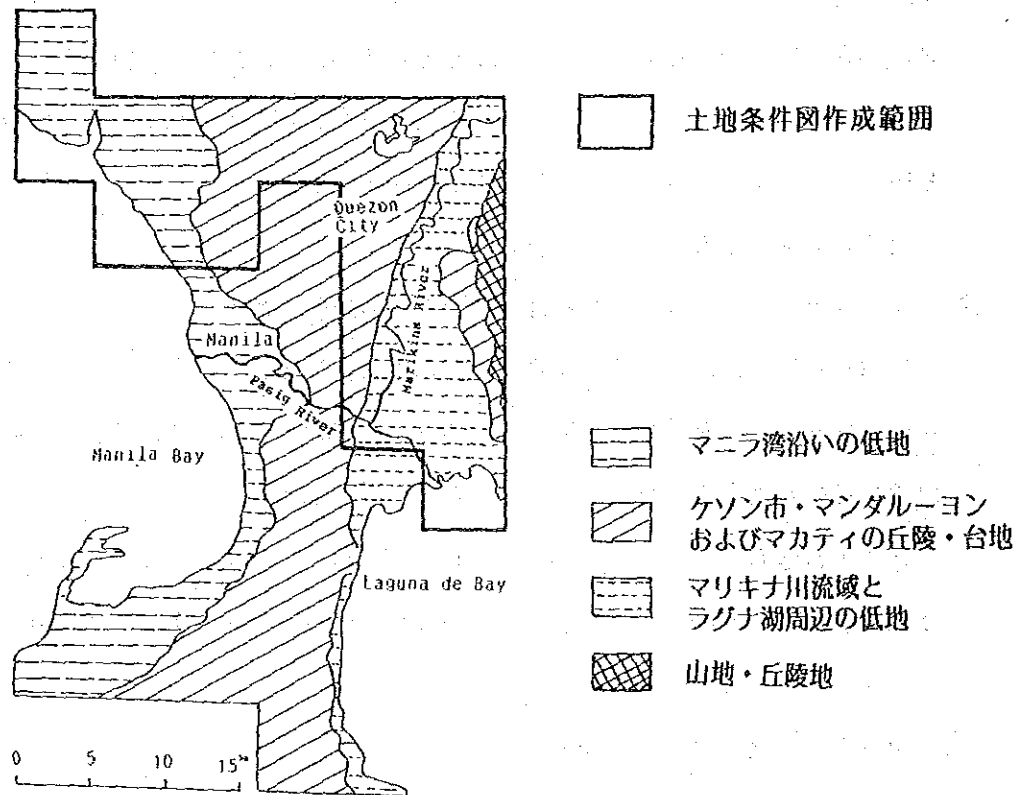 土地条件図作成範囲
Quezon
City
Marikina River
Manila
Pasig River
Manila Bay
Laguna de Bay
マニラ湾沿いの低地
ケソン市・マンダルーヨン
およびマカティの丘陵・台地
マリキナ川流域と
ラグナ湖周辺の低地
山地・丘陵地
0 5 10 15km